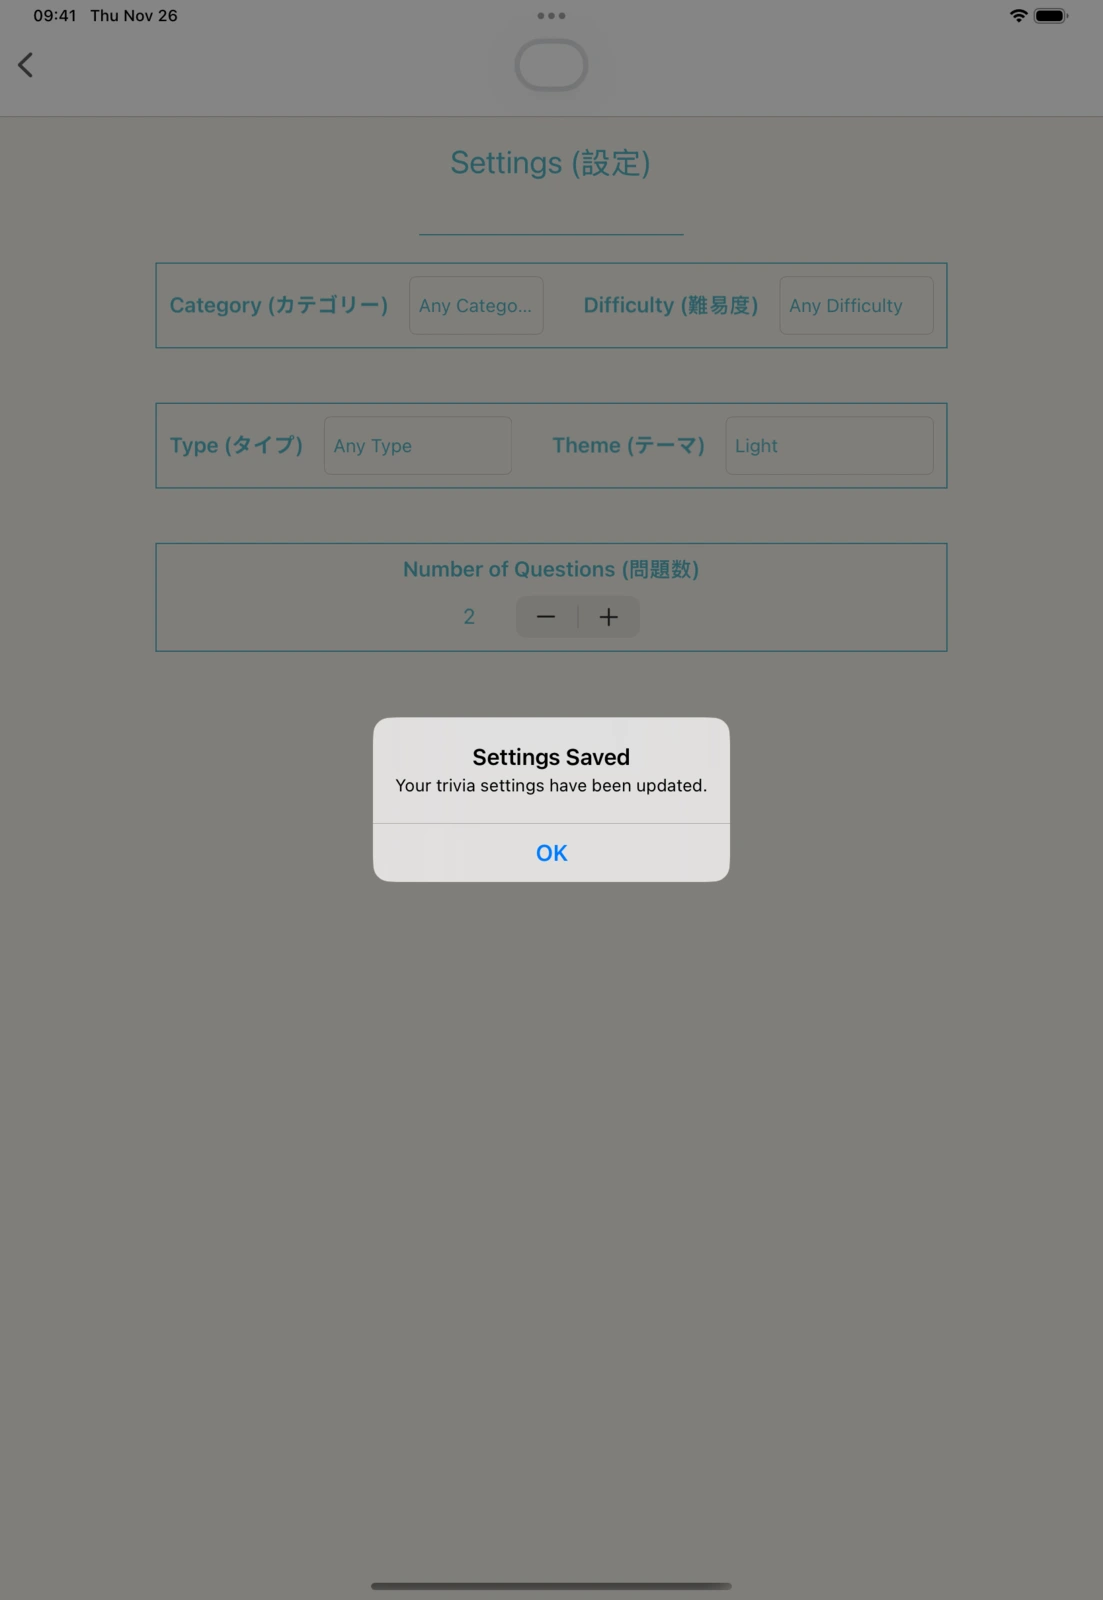 09:41 Thu Nov 26
Settings (設定)
Category (カテゴリー) Any Catego... Difficulty (難易度) Any Difficulty
Type (タイプ) Any Type Theme (テーマ) Light
Number of Questions (問題数)
2 − +
Settings Saved
Your trivia settings have been updated.
OK